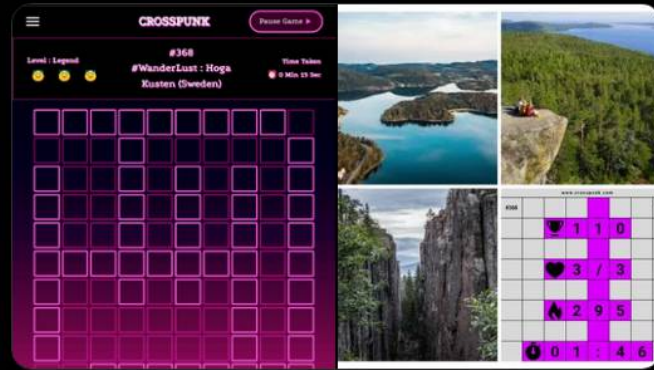 CROSSPUNK
Pause Game
Level : Legend
#368
#WanderLust : Hoga
Kusten (Sweden)
Time Taken
0 Min 15 Sec
www.crosspunk.com
#368
1 1 0
3 / 3
2 9 5
0 1 : 4 6